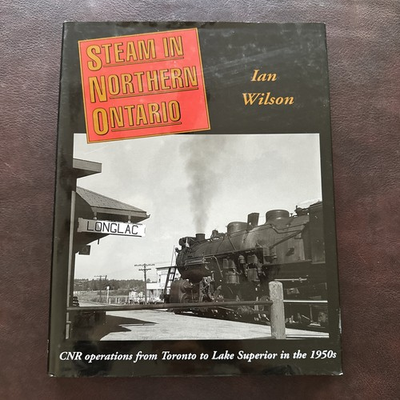 STEAM IN
NORTHERN
ONTARIO
Ian
Wilson
LONGLAC
CNR operations from Toronto to Lake Superior in the 1950s